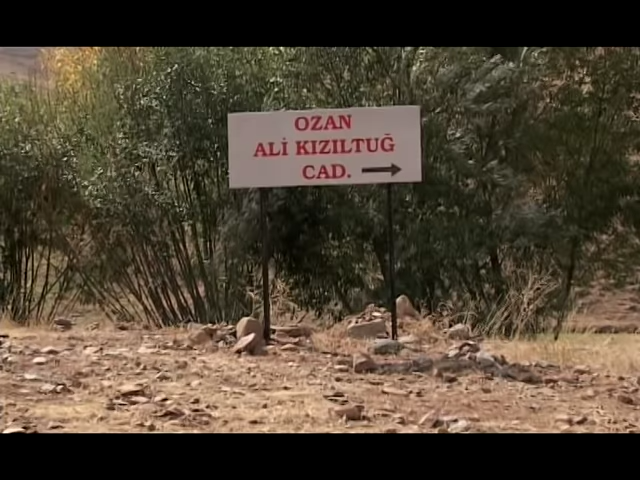 OZAN
ALİ KIZILTUĞ
CAD. →